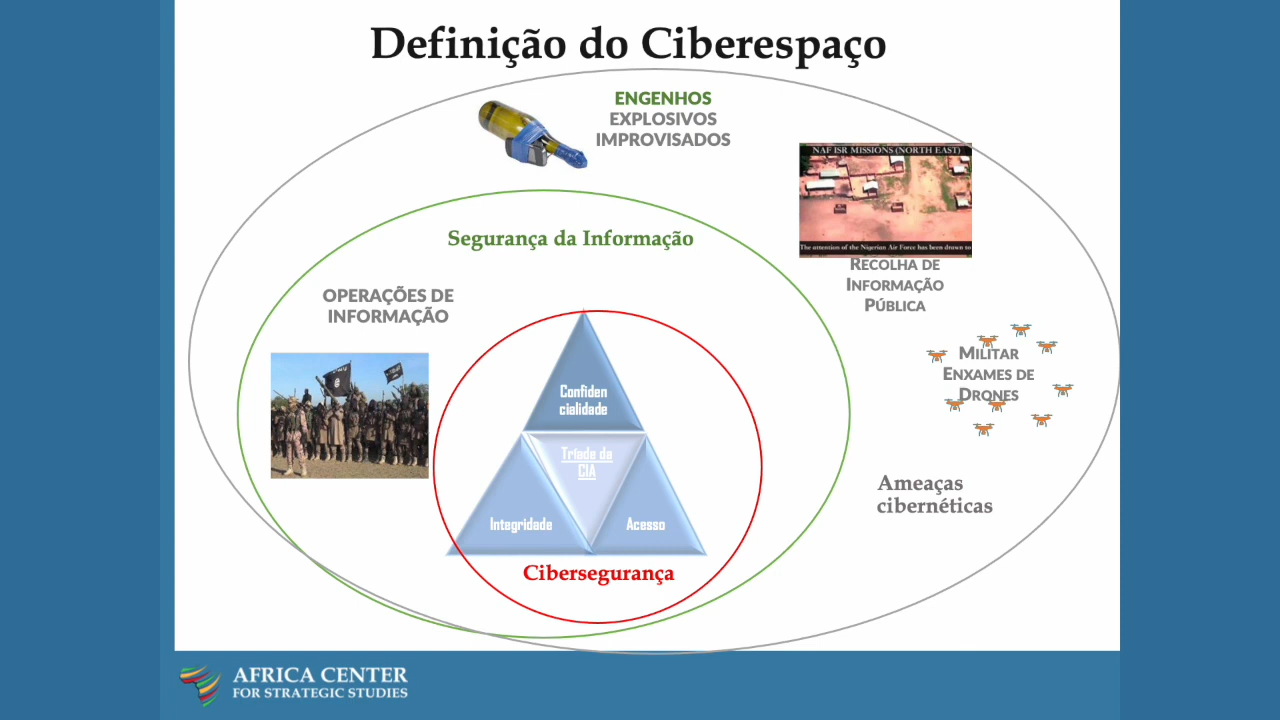 Definição do Ciberespaço
ENGENHOS
EXPLOSIVOS
IMPROVISADOS
NAF ISR MISSIONS (NORTH EAST)
The attention of the Nigerian Air Force has been drawn to
RECOLHA DE
INFORMAÇÃO
PÚBLICA
Segurança da Informação
OPERAÇÕES DE
INFORMAÇÃO
MILITAR
ENXAMES DE
DRONES
Confiden
cialidade
Tríade da
CIA
Integridade
Acesso
Ameaças
cibernéticas
Cibersegurança
AFRICA CENTER
FOR STRATEGIC STUDIES